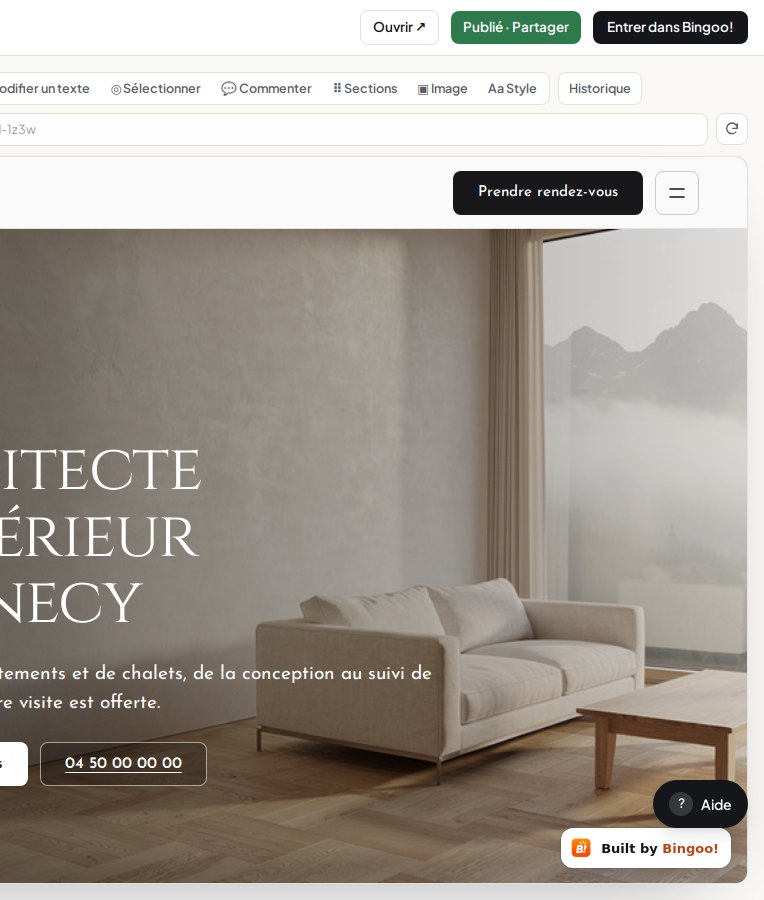 Ouvrir ↗
Publié · Partager
Entrer dans Bingoo!
odifier un texte
Sélectionner
Commenter
Sections
Image
Aa Style
Historique
-1z3w
Prendre rendez-vous
ITECTE
ÉRIEUR
NECY
tements et de chalets, de la conception au suivi de
re visite est offerte.
s
04 50 00 00 00
? Aide
B! Built by Bingoo!